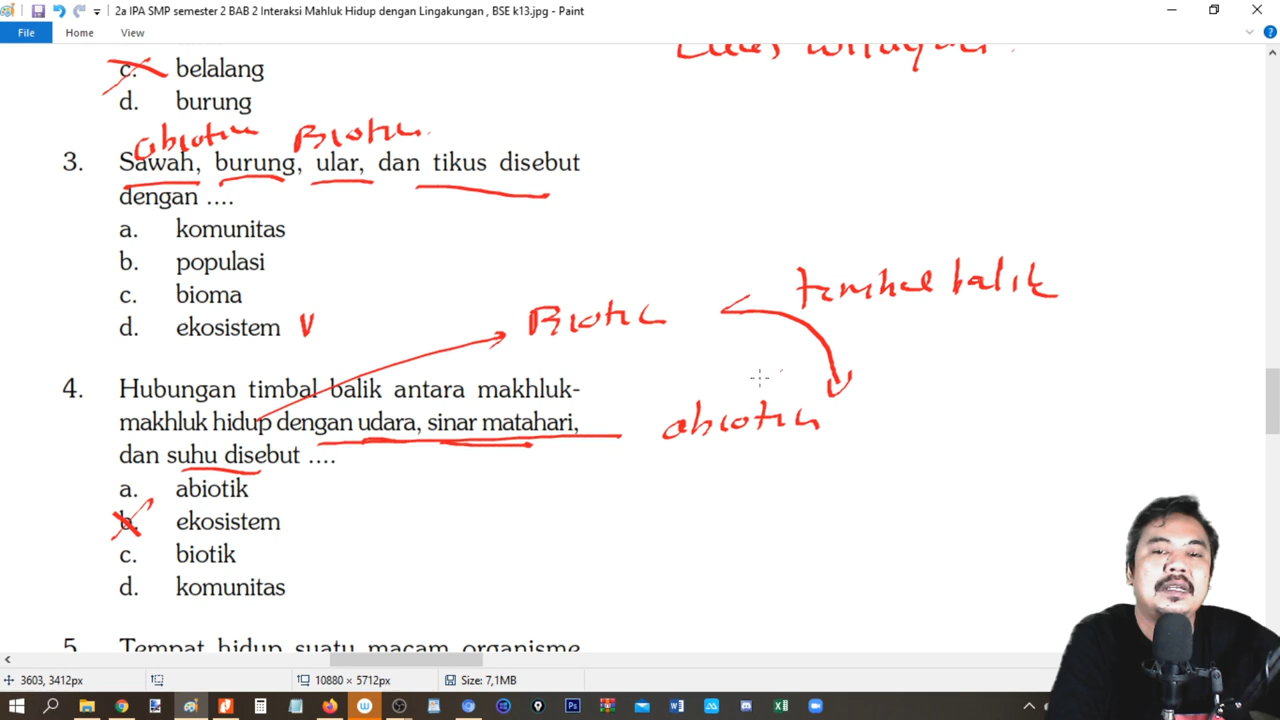 2a IPA SMP semester 2 BAB 2 Interaksi Mahluk Hidup dengan Lingakungan , BSE k13.jpg - Paint
File Home View
c. belalang
d. burung
abiotik Biotik
3. Sawah, burung, ular, dan tikus disebut
dengan ....
a. komunitas
b. populasi
c. bioma
d. ekosistem V
timbal balik
Biotik
4. Hubungan timbal balik antara makhluk-
makhluk hidup dengan udara, sinar matahari,
abiotik
dan suhu disebut ....
a. abiotik
b. ekosistem
c. biotik
d. komunitas
5. Tempat hidup suatu macam organisme
3603, 3412px
10880 × 5712px
Size: 7,1MB